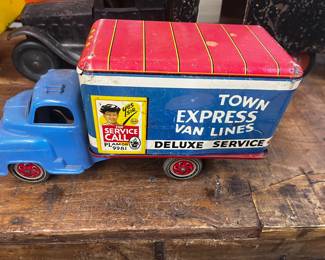 TOWN
EXPRESS
VAN LINES
DELUXE SERVICE
SERVICE
CALL